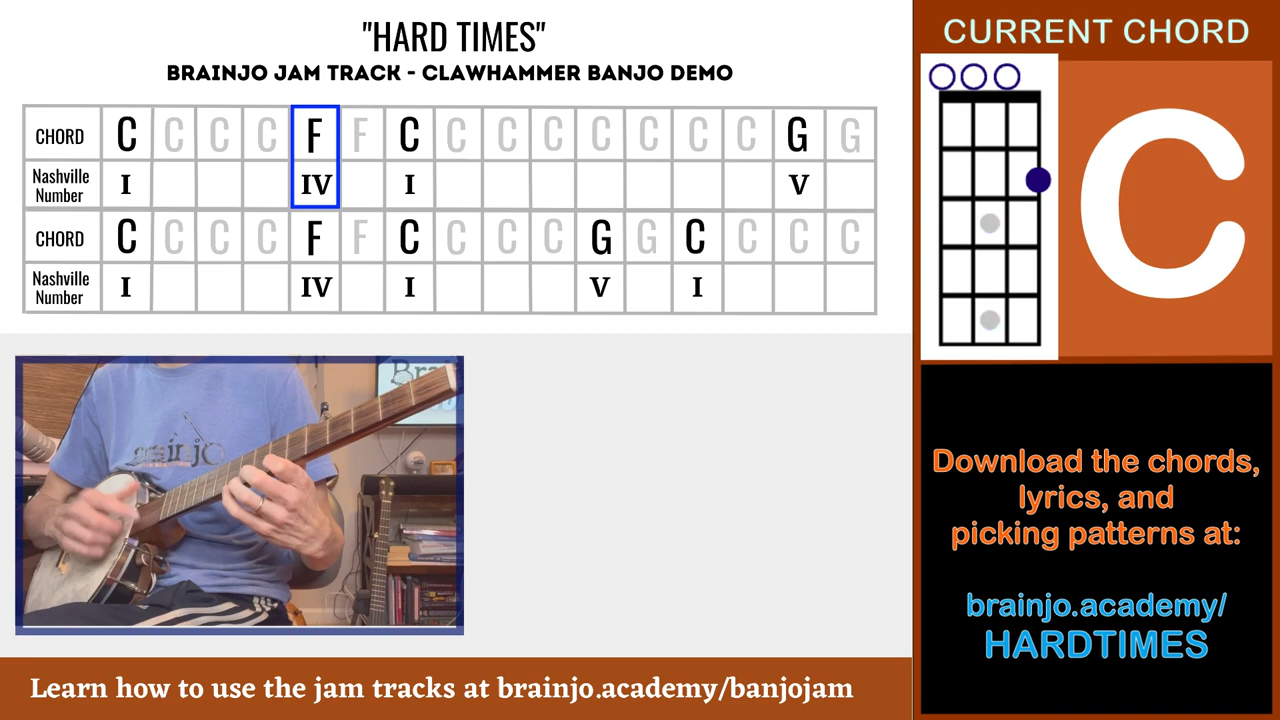 "HARD TIMES"
BRAINJO JAM TRACK - CLAWHAMMER BANJO DEMO
CHORD C C C C F F C C C C C C C C G G
Nashville Number I IV I V
CHORD C C C C F F C C C C G G C C C C
Nashville Number I IV I V I
brainjo
Bra
CURRENT CHORD
C
Download the chords,
lyrics, and
picking patterns at:
brainjo.academy/
HARDTIMES
Learn how to use the jam tracks at brainjo.academy/banjojam